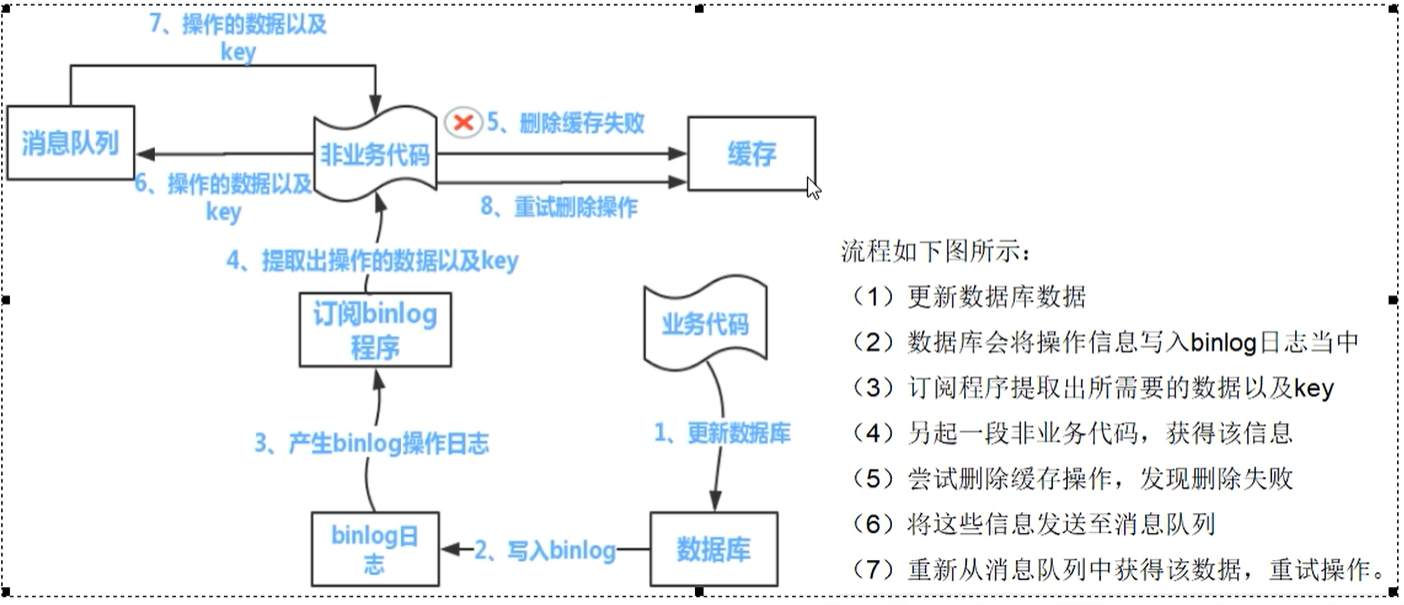 7、操作的数据以及
key
消息队列
非业务代码
5、删除缓存失败
缓存
6、操作的数据以及
key
8、重试删除操作
4、提取出操作的数据以及key
订阅binlog
程序
业务代码
3、产生binlog操作日志
1、更新数据库
binlog日
志
2、写入binlog
数据库
流程如下图所示：
（1）更新数据库数据
（2）数据库会将操作信息写入binlog日志当中
（3）订阅程序提取出所需要的数据以及key
（4）另起一段非业务代码，获得该信息
（5）尝试删除缓存操作，发现删除失败
（6）将这些信息发送至消息队列
（7）重新从消息队列中获得该数据，重试操作。